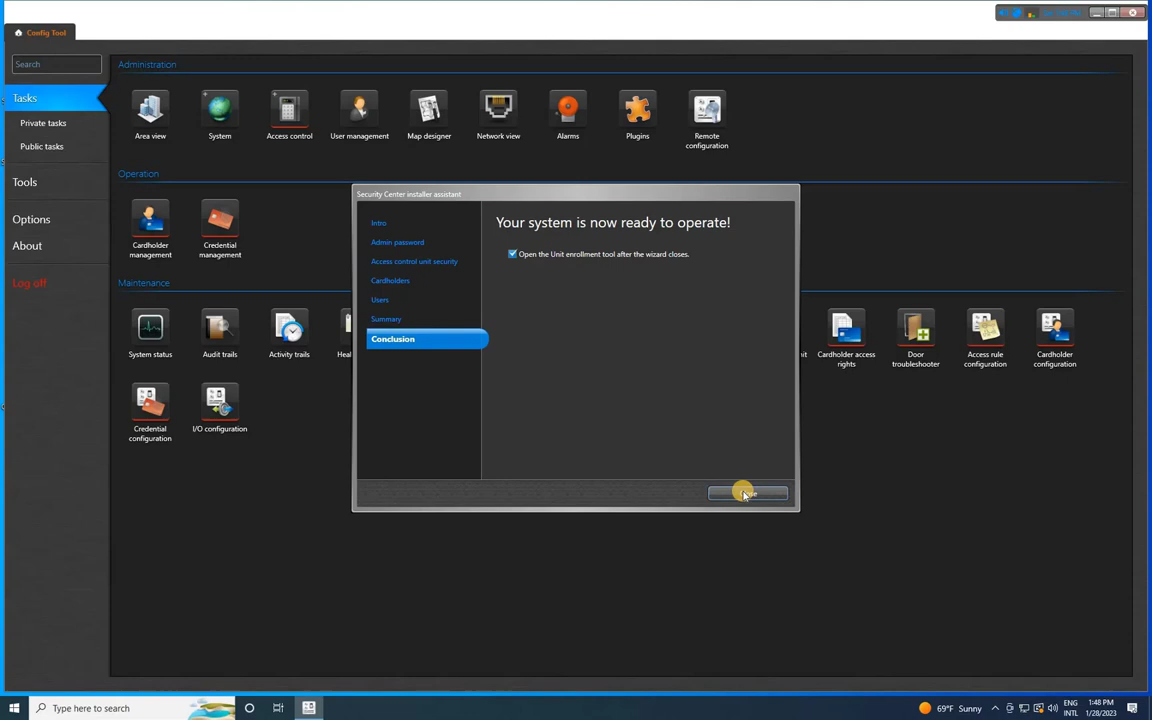 Config Tool
Search
Tasks
Private tasks
Public tasks
Tools
Options
About
Log off
Administration
Area view
System
Access control
User management
Map designer
Network view
Alarms
Plugins
Remote
configuration
Operation
Cardholder
management
Credential
management
Maintenance
System status
Audit trails
Activity trails
Cardholder access
rights
Door
troubleshooter
Access rule
configuration
Cardholder
configuration
Credential
configuration
I/O configuration
Security Center installer assistant
Intro
Admin password
Access control unit security
Cardholders
Users
Summary
Conclusion
Your system is now ready to operate!
Open the Unit enrollment tool after the wizard closes.
Type here to search
69°F Sunny
ENG
INTL
1:48 PM
1/28/2023